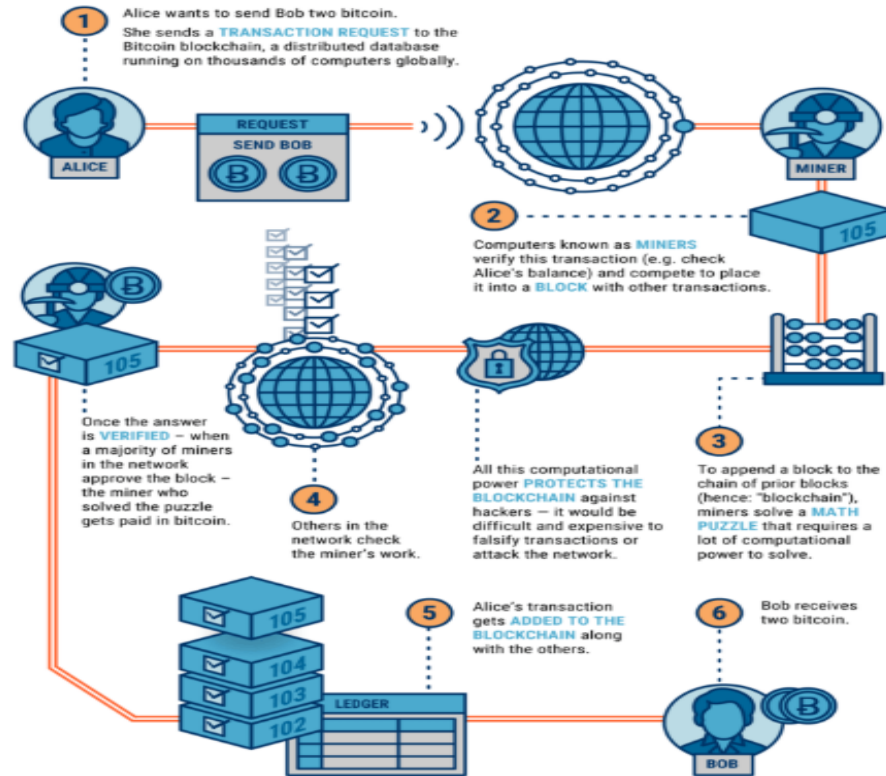 1
Alice wants to send Bob two bitcoin.
She sends a TRANSACTION REQUEST to the
Bitcoin blockchain, a distributed database
running on thousands of computers globally.
ALICE
REQUEST
SEND BOB
MINER
105
2
Computers known as MINERS
verify this transaction (e.g. check
Alice's balance) and compete to place
it into a BLOCK with other transactions.
3
To append a block to the
chain of prior blocks
(hence: "blockchain"),
miners solve a MATH
PUZZLE that requires a
lot of computational
power to solve.
All this computational
power PROTECTS THE
BLOCKCHAIN against
hackers – it would be
difficult and expensive to
falsify transactions or
attack the network.
4
Others in the
network check
the miner's work.
105
Once the answer
is VERIFIED – when
a majority of miners
in the network
approve the block –
the miner who
solved the puzzle
gets paid in bitcoin.
105
104
103
102
LEDGER
5
Alice's transaction
gets ADDED TO THE
BLOCKCHAIN along
with the others.
6
Bob receives
two bitcoin.
BOB